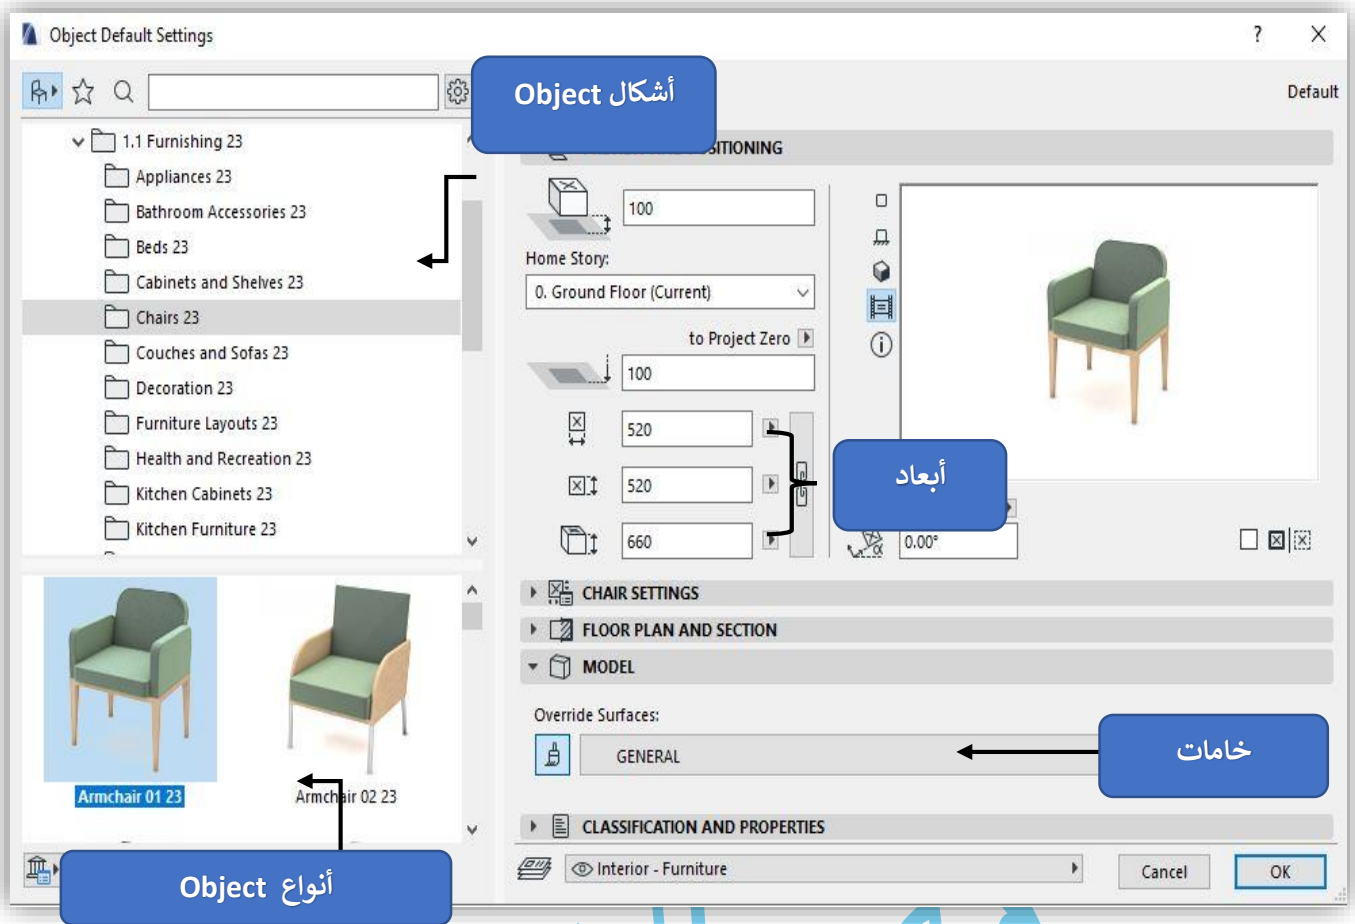 Object Default Settings
? X
أشكال Object
Default
1.1 Furnishing 23
Appliances 23
Bathroom Accessories 23
Beds 23
Cabinets and Shelves 23
Chairs 23
Couches and Sofas 23
Decoration 23
Furniture Layouts 23
Health and Recreation 23
Kitchen Cabinets 23
Kitchen Furniture 23
Armchair 01 23
Armchair 02 23
أنواع Object
SITIONING
100
Home Story:
0. Ground Floor (Current)
to Project Zero
100
520
520
660
أبعاد
α
0.00°
CHAIR SETTINGS
FLOOR PLAN AND SECTION
MODEL
Override Surfaces:
GENERAL
خامات
CLASSIFICATION AND PROPERTIES
Interior - Furniture
Cancel
OK